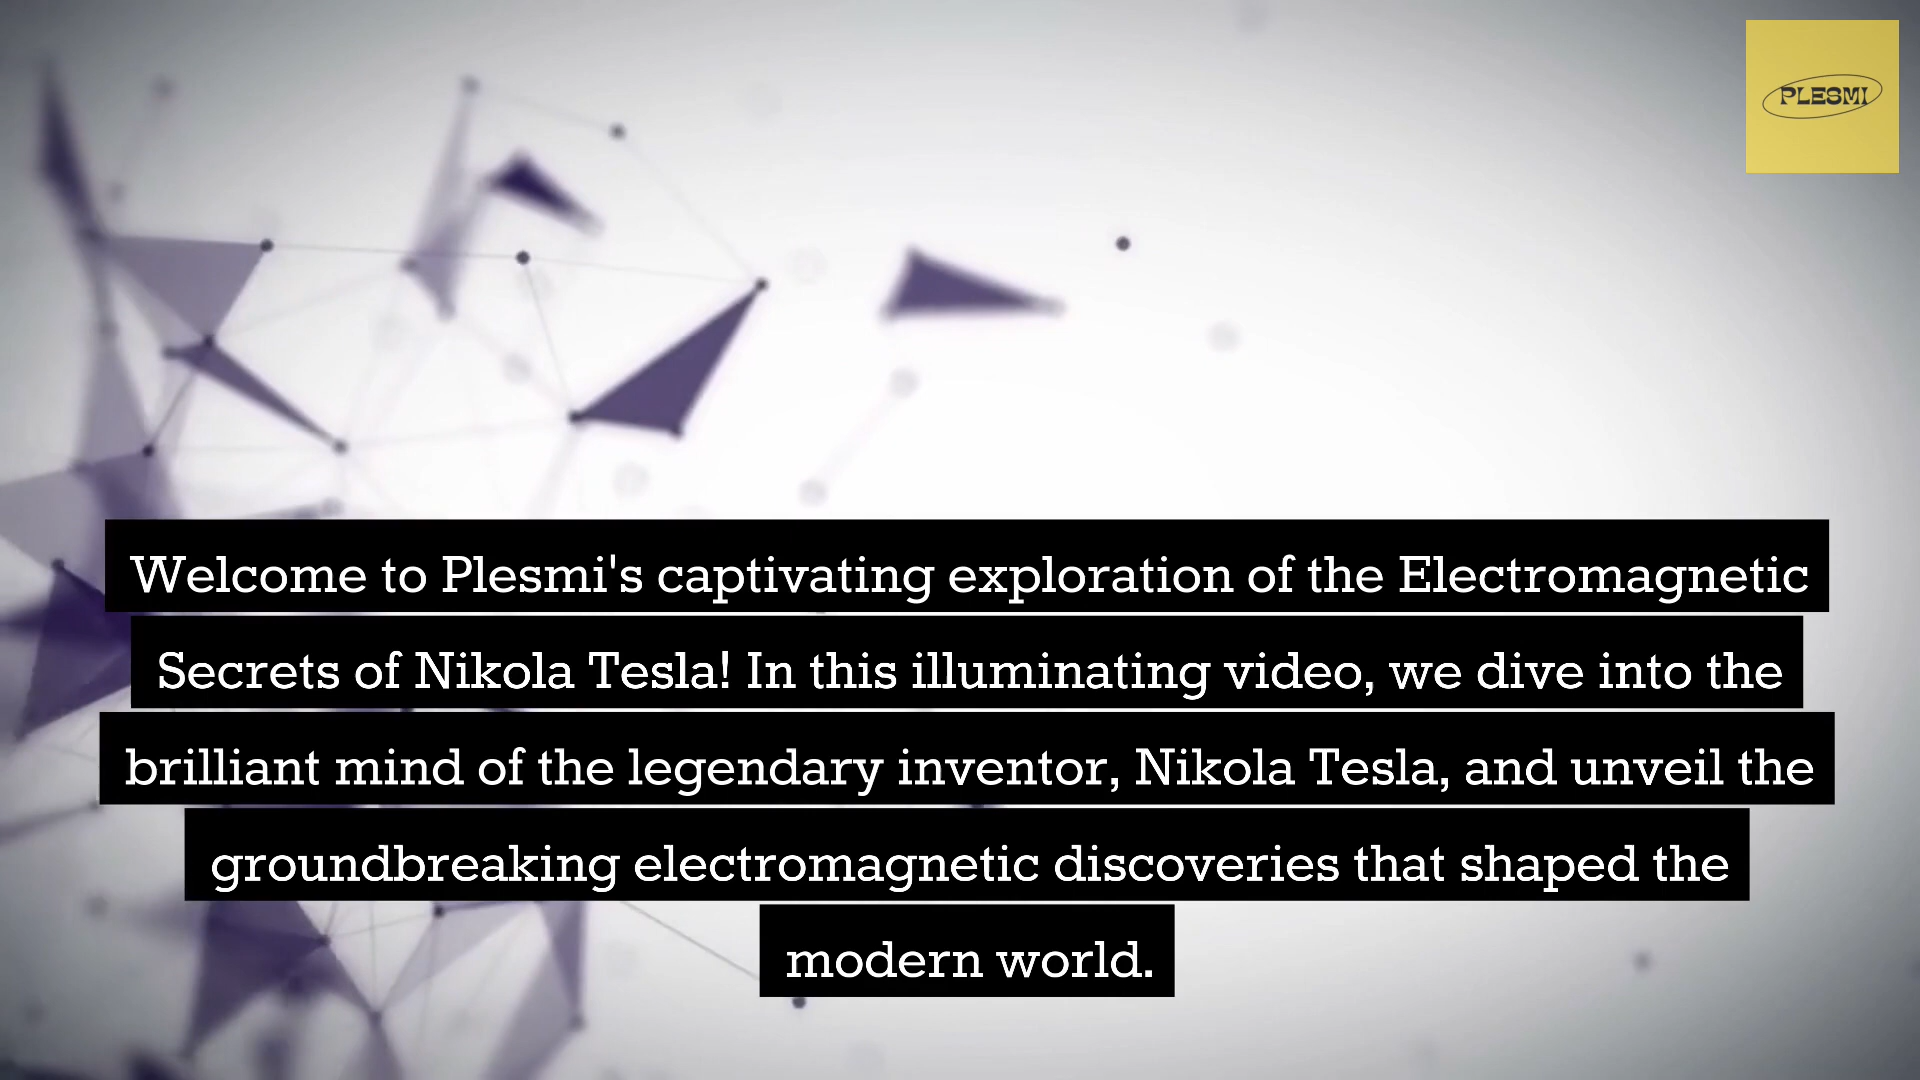 PLESMI
Welcome to Plesmi's captivating exploration of the Electromagnetic
Secrets of Nikola Tesla! In this illuminating video, we dive into the
brilliant mind of the legendary inventor, Nikola Tesla, and unveil the
groundbreaking electromagnetic discoveries that shaped the
modern world.